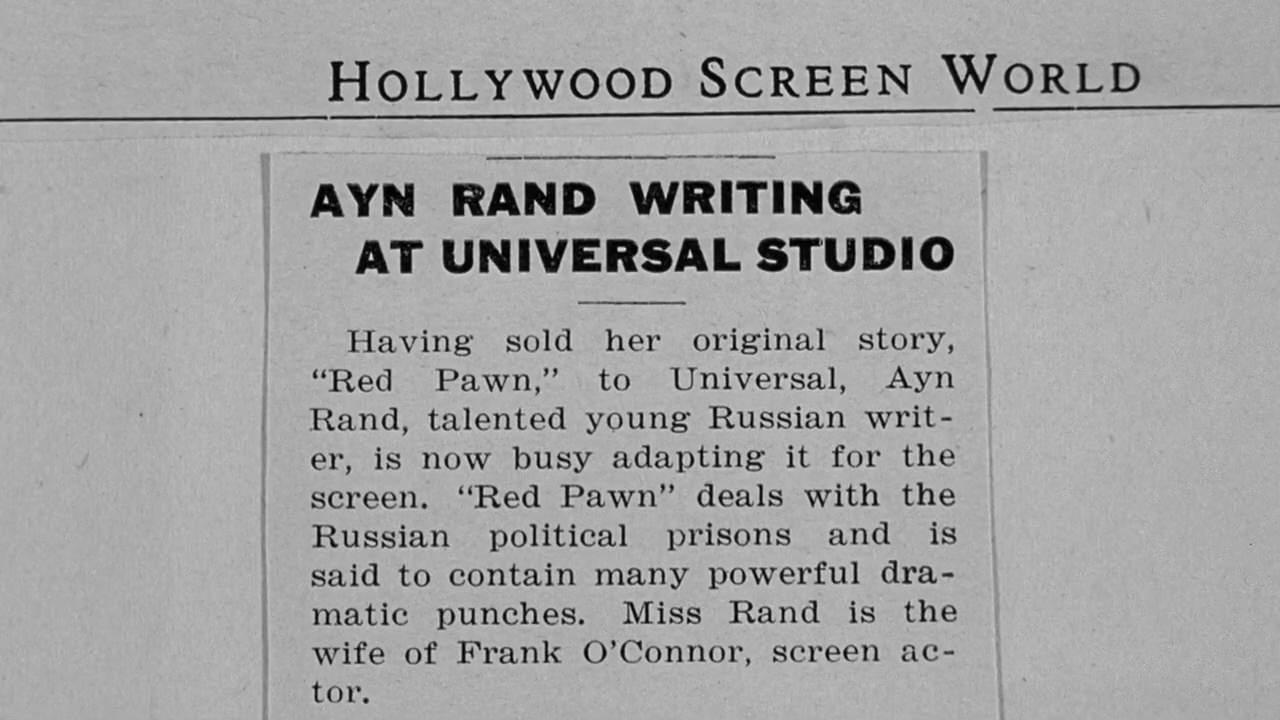 HOLLYWOOD SCREEN WORLD
AYN RAND WRITING
AT UNIVERSAL STUDIO
Having sold her original story,
“Red Pawn,” to Universal, Ayn
Rand, talented young Russian writ-
er, is now busy adapting it for the
screen. “Red Pawn” deals with the
Russian political prisons and is
said to contain many powerful dra-
matic punches. Miss Rand is the
wife of Frank O’Connor, screen ac-
tor.